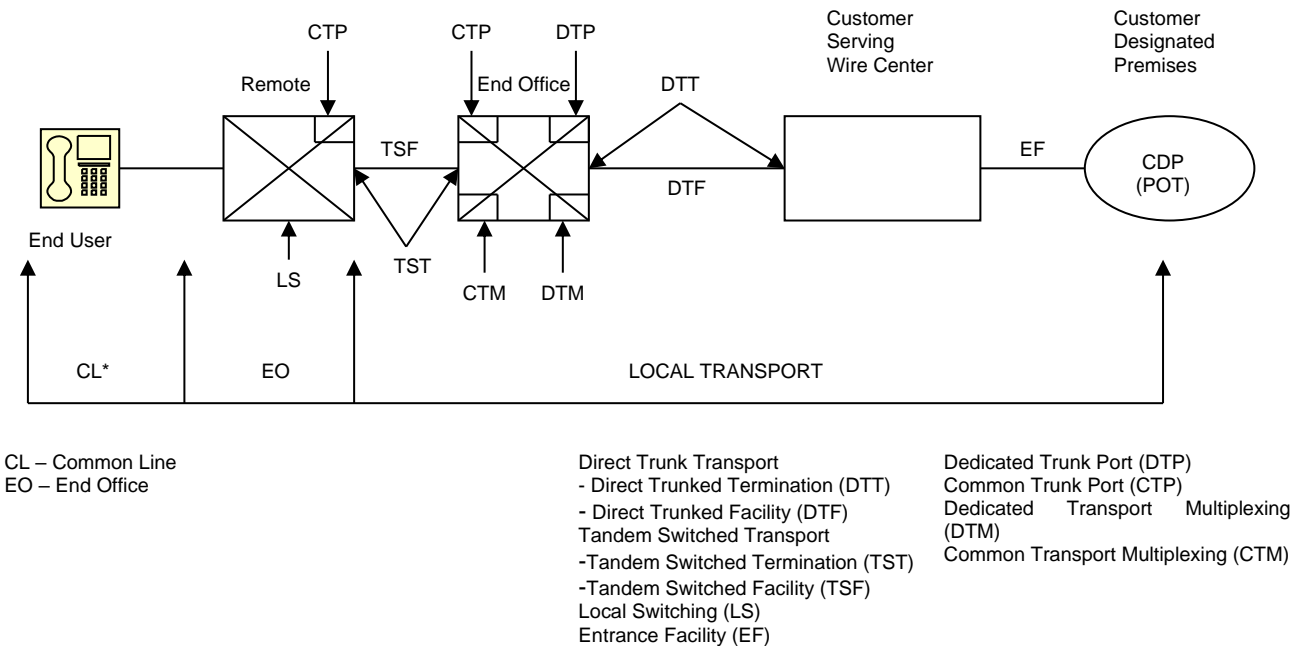 Customer
Serving
Wire Center
Customer
Designated
Premises
CTP
CTP
DTP
Remote
End Office
DTT
TSF
DTF
EF
CDP
(POT)
End User
LS
TST
CTM
DTM
CL*
EO
LOCAL TRANSPORT
CL – Common Line
EO – End Office
Direct Trunk Transport
- Direct Trunked Termination (DTT)
- Direct Trunked Facility (DTF)
Tandem Switched Transport
-Tandem Switched Termination (TST)
-Tandem Switched Facility (TSF)
Local Switching (LS)
Entrance Facility (EF)
Dedicated Trunk Port (DTP)
Common Trunk Port (CTP)
Dedicated Transport Multiplexing
(DTM)
Common Transport Multiplexing (CTM)